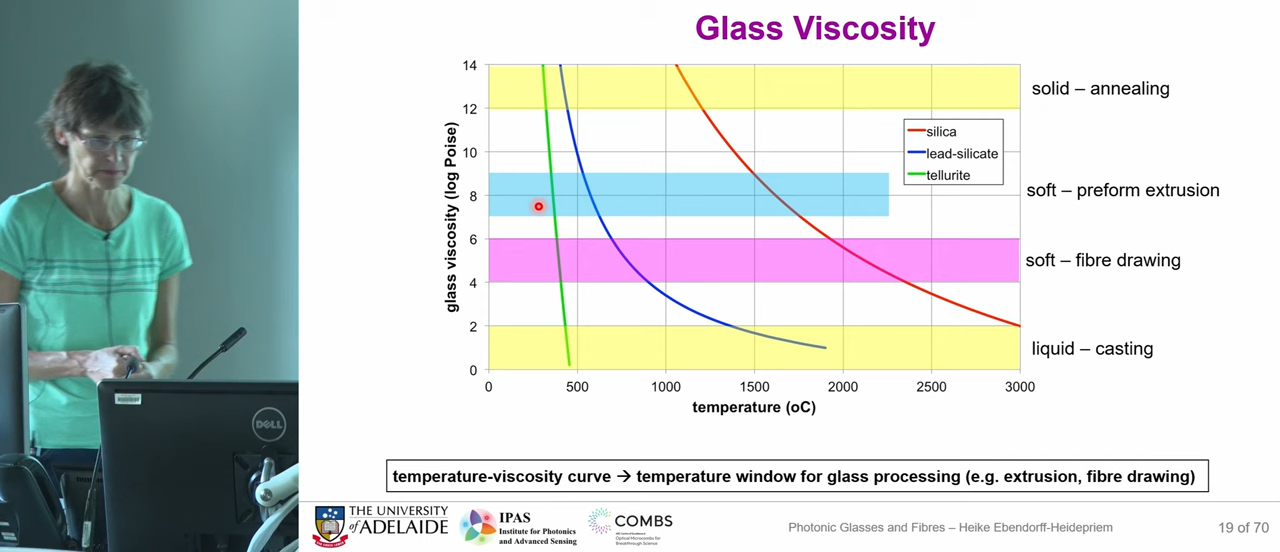 Glass Viscosity
glass viscosity (log Poise)
14
12
10
8
6
4
2
0
0 500 1000 1500 2000 2500 3000
temperature (oC)
silica
lead-silicate
tellurite
solid – annealing
soft – preform extrusion
soft – fibre drawing
liquid – casting
temperature-viscosity curve → temperature window for glass processing (e.g. extrusion, fibre drawing)
THE UNIVERSITY
of ADELAIDE
IPAS
Institute for Photonics
and Advanced Sensing
COMBS
Photonic Glasses and Fibres – Heike Ebendorff-Heidepriem
19 of 70
DELL